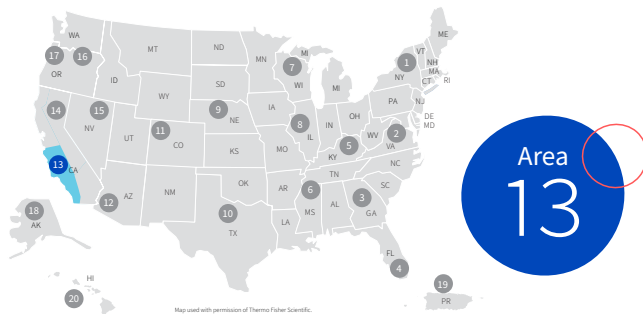 ME
WA
VT
ND
MT
MN
MI
17
16
1
NH
7
OR
NY
MA
ID
SD
WI
CT
RI
MI
WY
PA
NJ
14
15
9
IA
OH
NE
DE
8
IN
MD
NV
11
2
UT
IL
WV
CO
5
VA
KS
MO
KY
13
CA
NC
TN
OK
6
SC
12
AZ
NM
AR
3
MS
AL
GA
18
10
AK
LA
TX
FL
4
HI
19
20
PR
Map used with permission of Thermo Fisher Scientific.
Area
13